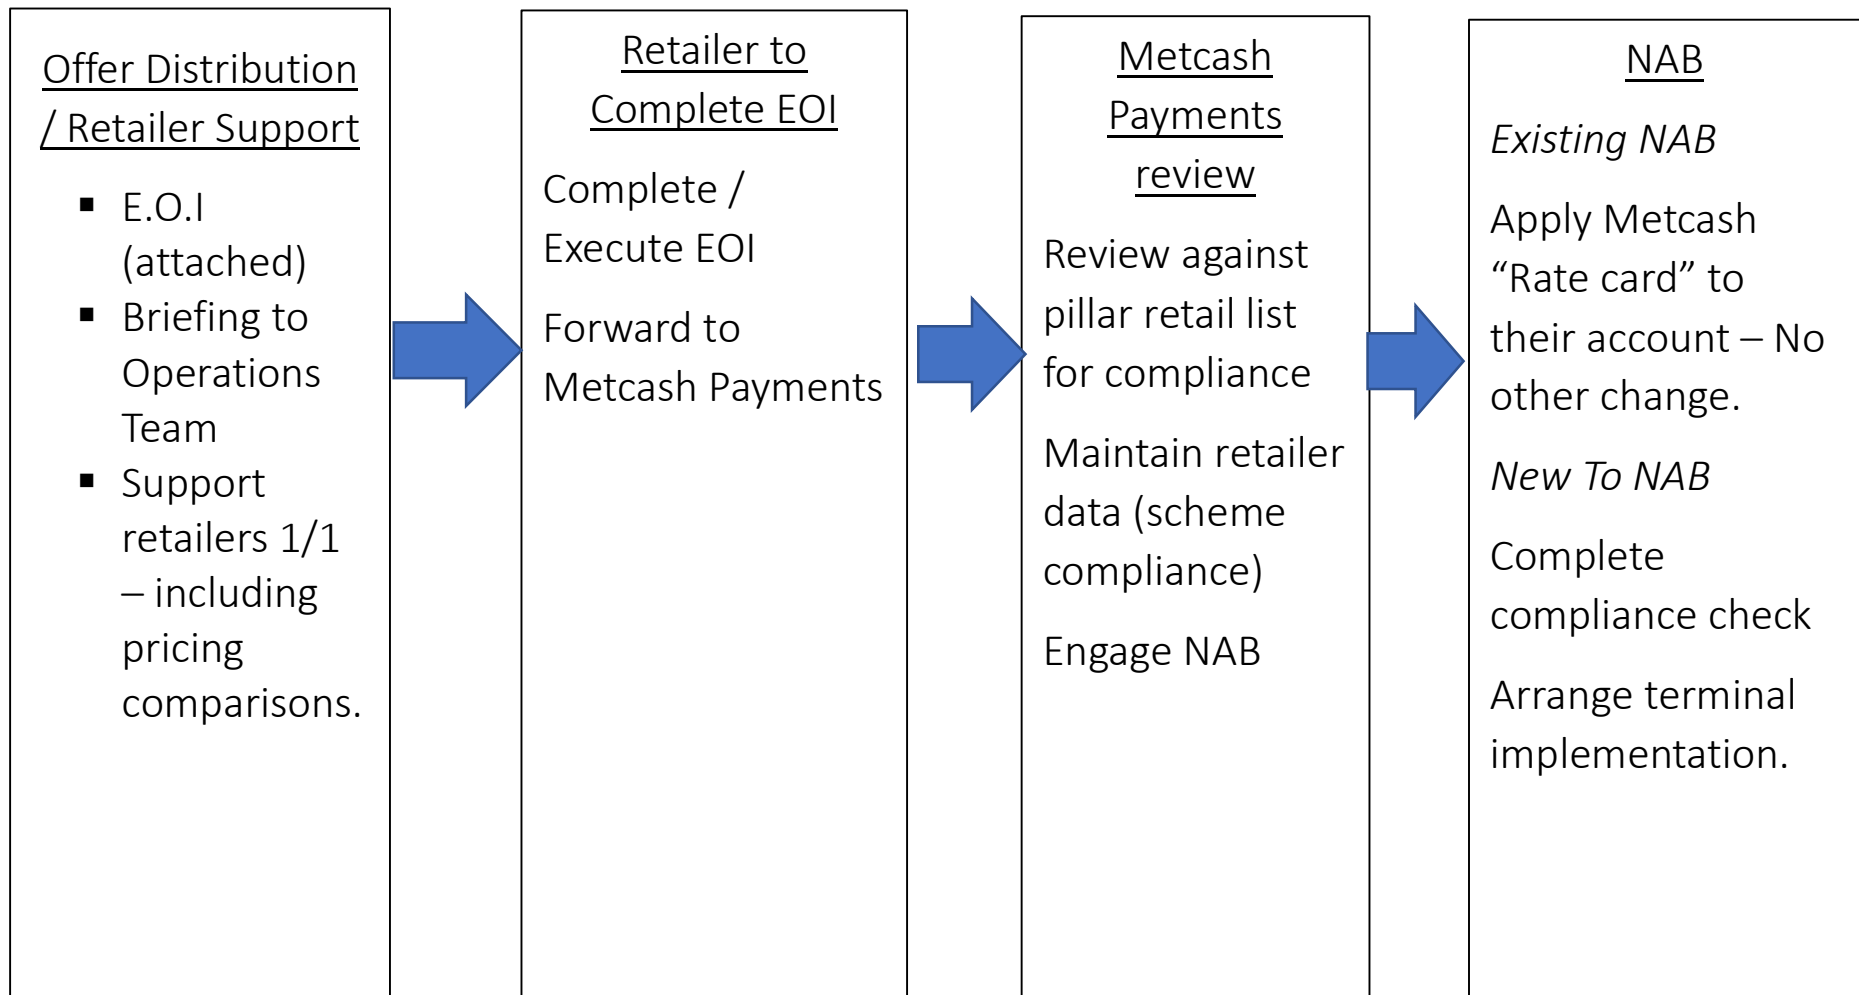 Offer Distribution
/ Retailer Support
▪ E.O.I
(attached)
▪ Briefing to
Operations
Team
▪ Support
retailers 1/1
– including
pricing
comparisons.
Retailer to
Complete EOI
Complete /
Execute EOI
Forward to
Metcash Payments
Metcash
Payments
review
Review against
pillar retail list
for compliance
Maintain retailer
data (scheme
compliance)
Engage NAB
NAB
Existing NAB
Apply Metcash
“Rate card” to
their account – No
other change.
New To NAB
Complete
compliance check
Arrange terminal
implementation.